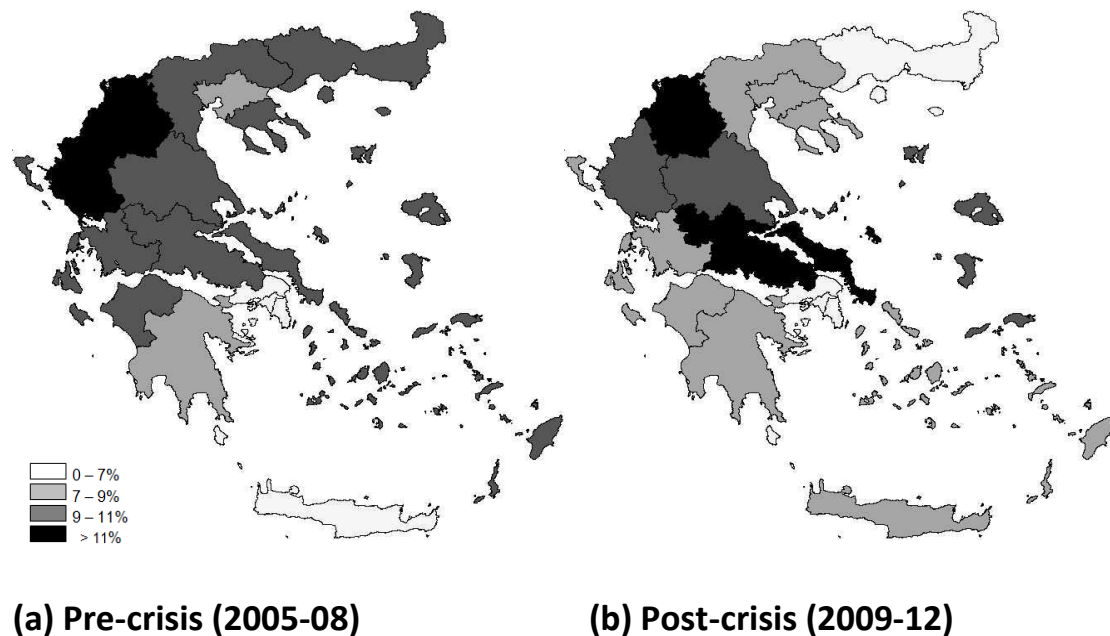 0 – 7%
7 – 9%
9 – 11%
> 11%
(a) Pre-crisis (2005-08)
(b) Post-crisis (2009-12)